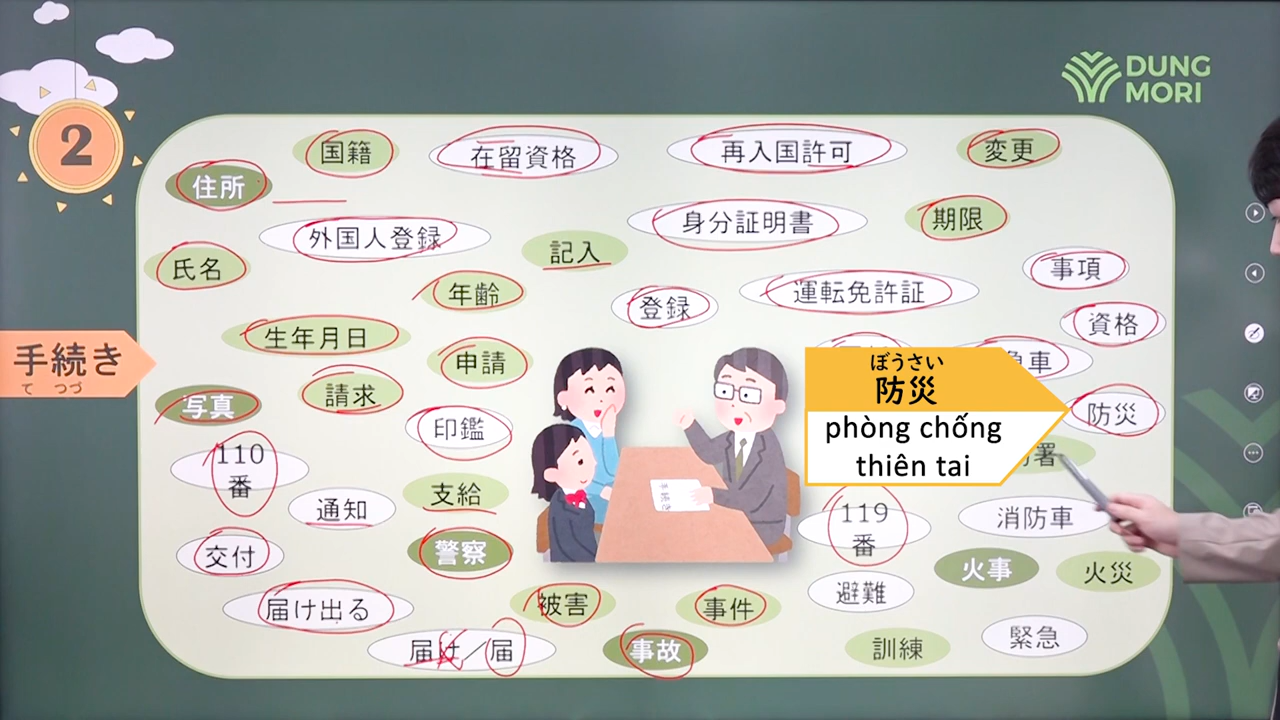 DUNG
MORI
2
国籍
在留資格
再入国許可
変更
住所
外国人登録
身分証明書
期限
氏名
記入
事項
年齢
登録
運転免許証
資格
生年月日
申請
急車
手続き
て つづ
写真
請求
印鑑
ぼうさい
防災
phòng chống
thiên tai
防災
署
110
番
通知
支給
手続き
119
番
消防車
交付
警察
火事
火災
届け出る
被害
事件
避難
届け/届
事故
訓練
緊急